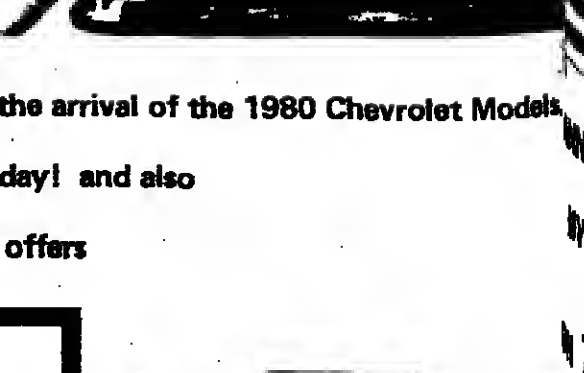 the arrival of the 1980 Chevrolet Models
day! and also
offers